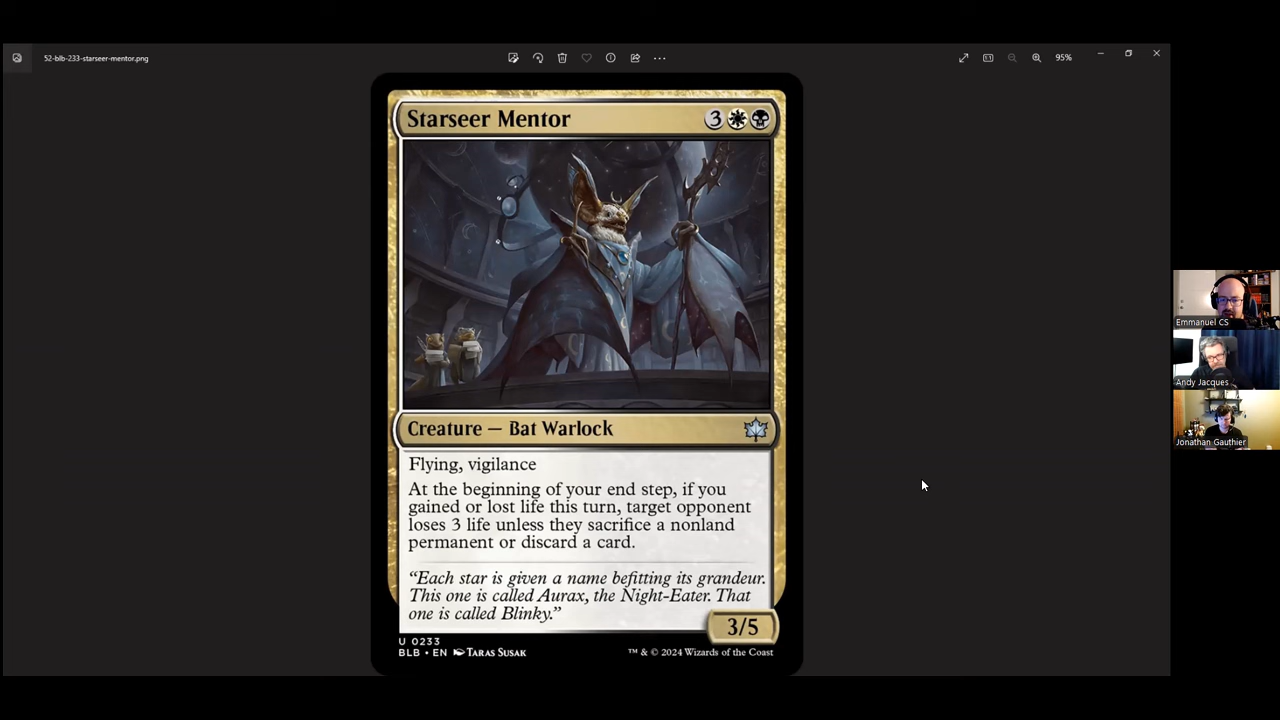 52-blb-233-starseer-mentor.png
95%
Starseer Mentor
3
Creature — Bat Warlock
Flying, vigilance
At the beginning of your end step, if you
gained or lost life this turn, target opponent
loses 3 life unless they sacrifice a nonland
permanent or discard a card.
“Each star is given a name befitting its grandeur.
This one is called Aurax, the Night-Eater. That
one is called Blinky.”
3/5
U 0233
BLB • EN TARAS SUSAK
™ & © 2024 Wizards of the Coast
Emmanuel CS
Andy Jacques
Jonathan Gauthier